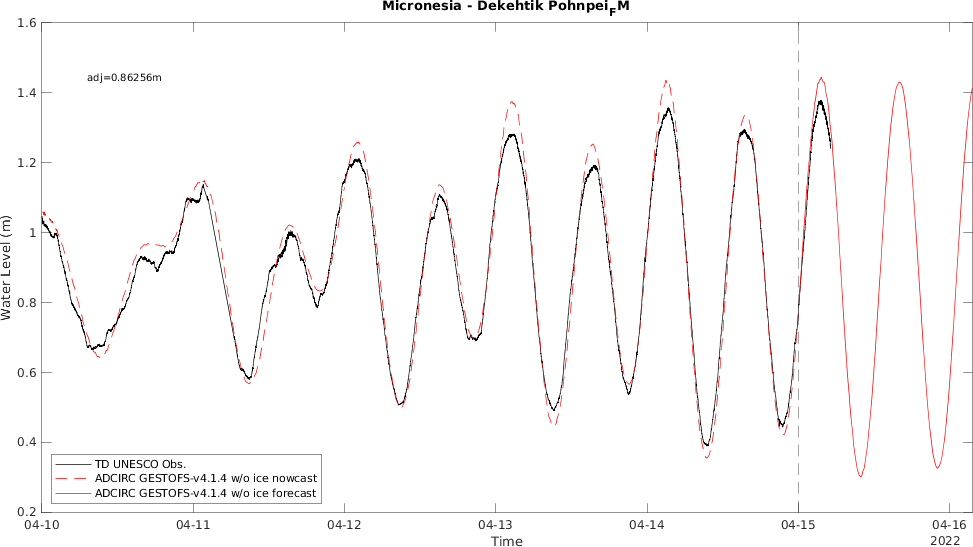 Micronesia - Dekehtik Pohnpei_FM
1.6
adj=0.86256m
1.4
1.2
1
0.8
0.6
0.4
0.2
Water Level (m)
TD UNESCO Obs.
ADCIRC GESTOFS-v4.1.4 w/o ice nowcast
ADCIRC GESTOFS-v4.1.4 w/o ice forecast
04-10 04-11 04-12 04-13 04-14 04-15 04-16
Time
2022